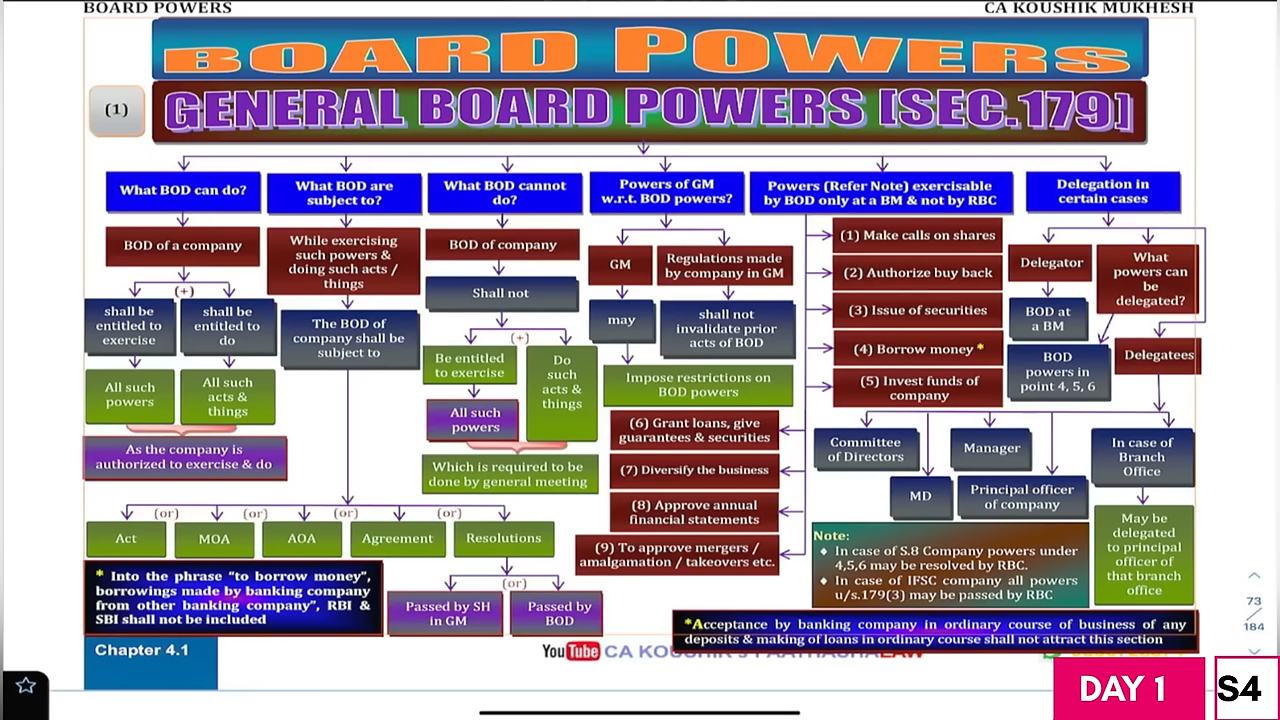 BOARD POWERS
CA KOUSHIK MUKHESH
BOARD POWERS
(1)
GENERAL BOARD POWERS [SEC.179]
What BOD can do?
BOD of a company
(+)
shall be
entitled to
exercise
shall be
entitled to
do
All such
powers
All such
acts &
things
As the company is
authorized to exercise & do
What BOD are
subject to?
While exercising
such powers &
doing such acts /
things
The BOD of
company shall be
subject to
(or)
(or)
(or)
(or)
Act
MOA
AOA
Agreement
Resolutions
(or)
Passed by SH
in GM
Passed by
BOD
What BOD cannot
do?
BOD of company
Shall not
(+)
Be entitled
to exercise
Do
such
acts &
things
All such
powers
Which is required to be
done by general meeting
Powers of GM
w.r.t. BOD powers?
GM
Regulations made
by company in GM
may
shall not
invalidate prior
acts of BOD
Impose restrictions on
BOD powers
Powers (Refer Note) exercisable
by BOD only at a BM & not by RBC
(1) Make calls on shares
(2) Authorize buy back
(3) Issue of securities
(4) Borrow money *
(5) Invest funds of
company
(6) Grant loans, give
guarantees & securities
(7) Diversify the business
(8) Approve annual
financial statements
(9) To approve mergers /
amalgamation / takeovers etc.
Delegation in
certain cases
Delegator
What
powers can
be
delegated?
BOD at
a BM
BOD
powers in
point 4, 5, 6
Delegatees
Committee
of Directors
MD
Manager
Principal officer
of company
In case of
Branch
Office
May be
delegated
to principal
officer of
that branch
office
Note:
◆ In case of S.8 Company powers under
4,5,6 may be resolved by RBC.
◆ In case of IFSC company all powers
u/s.179(3) may be passed by RBC
* Into the phrase “to borrow money”,
borrowings made by banking company
from other banking company”, RBI &
SBI shall not be included
*Acceptance by banking company in ordinary course of business of any
deposits & making of loans in ordinary course shall not attract this section
Chapter 4.1
YouTube CA KOUSHIK'S
73
184
DAY 1
S4